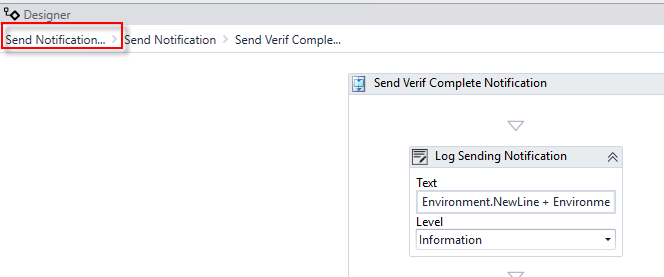 Designer
Send Notification... > Send Notification > Send Verif Comple...
Send Verif Complete Notification
Log Sending Notification
Text
Environment.NewLine + Environme
Level
Information